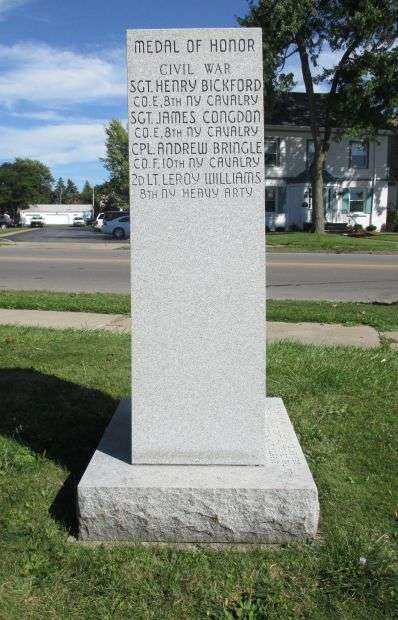 MEDAL OF HONOR
CIVIL WAR
SGT. HENRY BICKFORD
CO. E, 8TH NY CAVALRY
SGT. JAMES CONGDON
CO. E, 8TH NY CAVALRY
CPL. ANDREW BRINGLE
CO. F, 10TH NY CAVALRY
2D LT. LEROY WILLIAMS
8TH NY HEAVY ARTY.